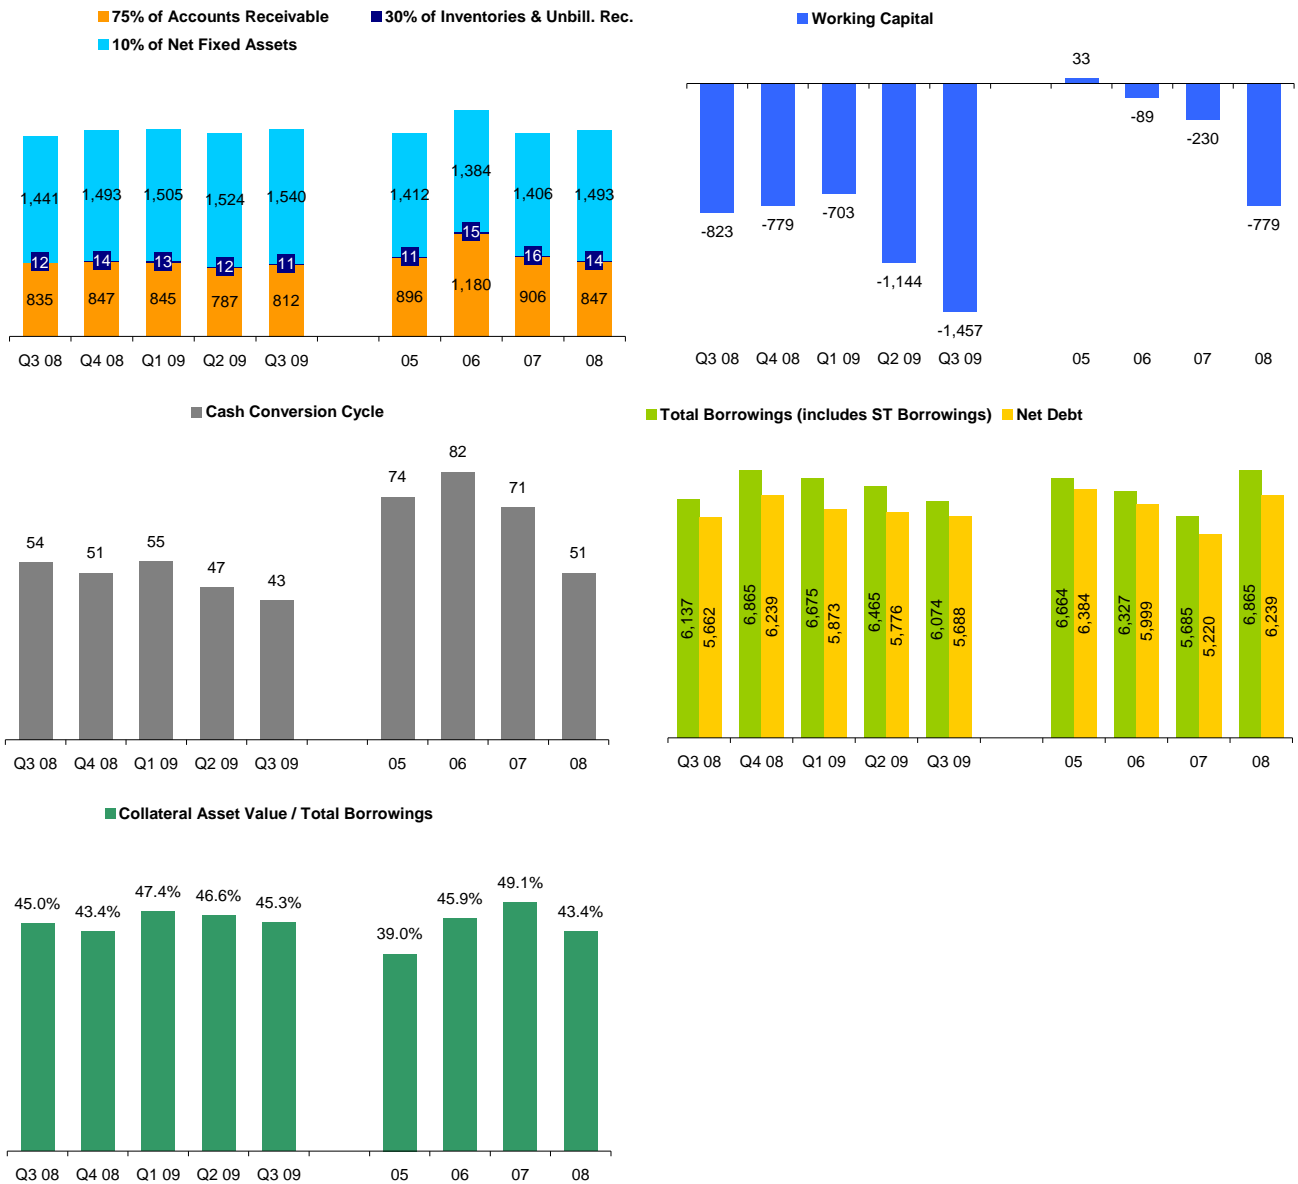 75% of Accounts Receivable 30% of Inventories & Unbill. Rec.
10% of Net Fixed Assets
1,441 1,493 1,505 1,524 1,540 1,412 1,384 1,406 1,493
12 14 13 12 11 11 15 16 14
835 847 845 787 812 896 1,180 906 847
Q3 08 Q4 08 Q1 09 Q2 09 Q3 09 05 06 07 08
Working Capital
33
-823 -779 -703 -1,144 -1,457 -89 -230 -779
Q3 08 Q4 08 Q1 09 Q2 09 Q3 09 05 06 07 08
Cash Conversion Cycle
54 51 55 47 43 74 82 71 51
Q3 08 Q4 08 Q1 09 Q2 09 Q3 09 05 06 07 08
Total Borrowings (includes ST Borrowings) Net Debt
6,137 5,662 6,865 6,239 6,675 5,873 6,465 5,776 6,074 5,688 6,664 6,384 6,327 5,999 5,685 5,220 6,865 6,239
Q3 08 Q4 08 Q1 09 Q2 09 Q3 09 05 06 07 08
Collateral Asset Value / Total Borrowings
45.0% 43.4% 47.4% 46.6% 45.3% 39.0% 45.9% 49.1% 43.4%
Q3 08 Q4 08 Q1 09 Q2 09 Q3 09 05 06 07 08